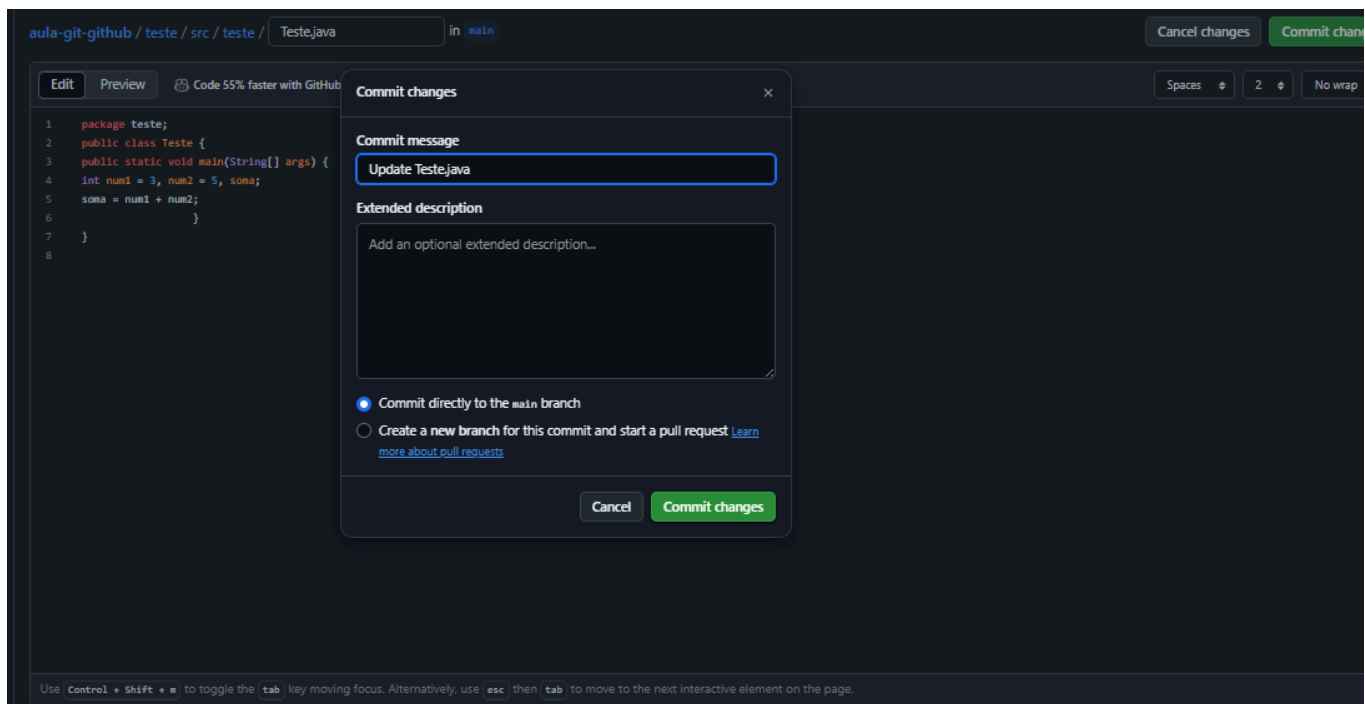 aula-git-github / teste / src / teste / Teste.java in main
Cancel changes
Commit chang
Edit Preview Code 55% faster with GitHub
Spaces 2 No wrap
1 package teste;
2 public class Teste {
3 public static void main(String[] args) {
4 int num1 = 3, num2 = 5, soma;
5 soma = num1 + num2;
6 }
7 }
8
Commit changes
Commit message
Update Teste.java
Extended description
Add an optional extended description...
Commit directly to the main branch
Create a new branch for this commit and start a pull request Learn
more about pull requests
Cancel Commit changes
Use Control + Shift + m to toggle the tab key moving focus. Alternatively, use esc then tab to move to the next interactive element on the page.